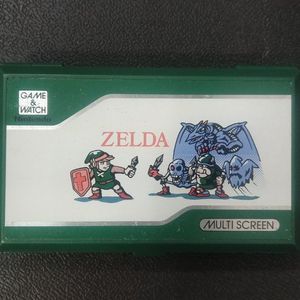 GAME
&
WATCH
Nintendo
ZELDA
MULTI SCREEN